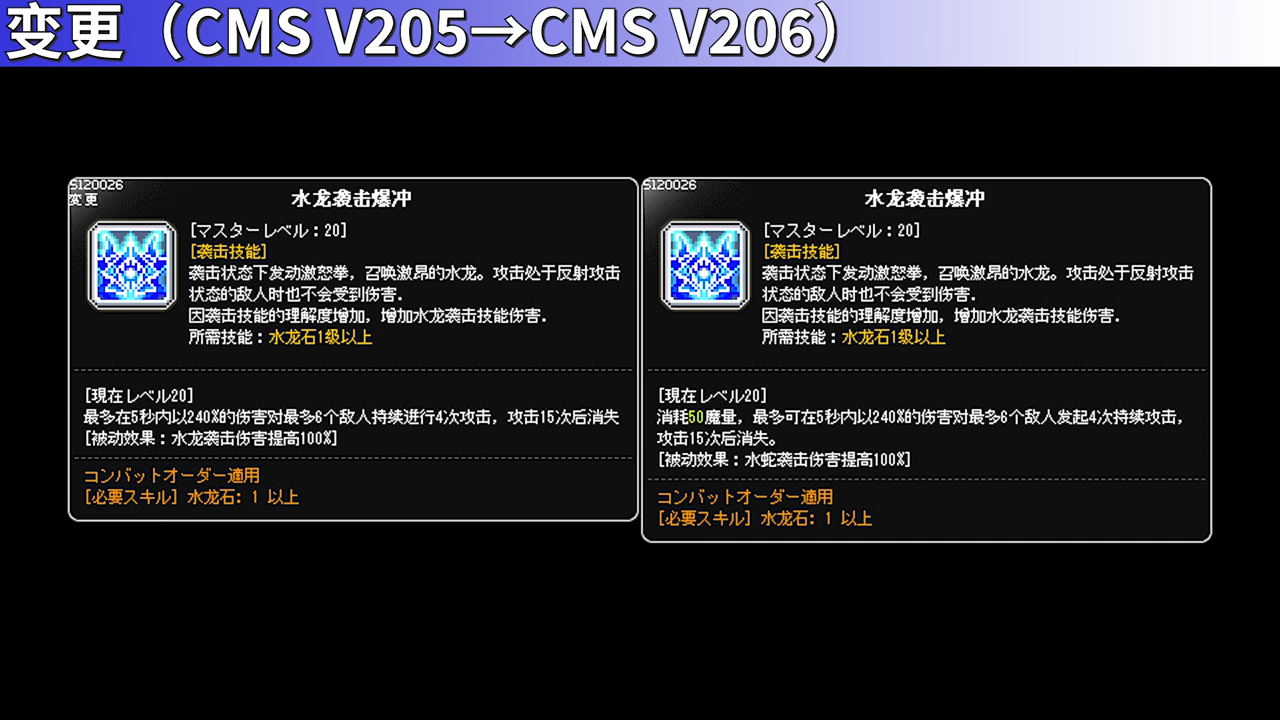 变更（CMS V205→CMS V206）
5120026
変更
水龙袭击爆冲
[マスターレベル：20]
[袭击技能]
袭击状态下发动激怒拳，召唤激昂的水龙。攻击处于反射攻击
状态的敌人时也不会受到伤害.
因袭击技能的理解度增加，增加水龙袭击技能伤害.
所需技能：水龙石1级以上
[現在レベル20]
最多在5秒内以240%的伤害对最多6个敌人持续进行4次攻击，攻击15次后消失
[被动效果：水龙袭击伤害提高100%]
コンバットオーダー適用
[必要スキル] 水龙石: 1 以上
5120026
水龙袭击爆冲
[マスターレベル：20]
[袭击技能]
袭击状态下发动激怒拳，召唤激昂的水龙。攻击处于反射攻击
状态的敌人时也不会受到伤害.
因袭击技能的理解度增加，增加水龙袭击技能伤害.
所需技能：水龙石1级以上
[現在レベル20]
消耗50魔量，最多可在5秒内以240%的伤害对最多6个敌人发起4次持续攻击，
攻击15次后消失。
[被动效果：水蛇袭击伤害提高100%]
コンバットオーダー適用
[必要スキル] 水龙石: 1 以上